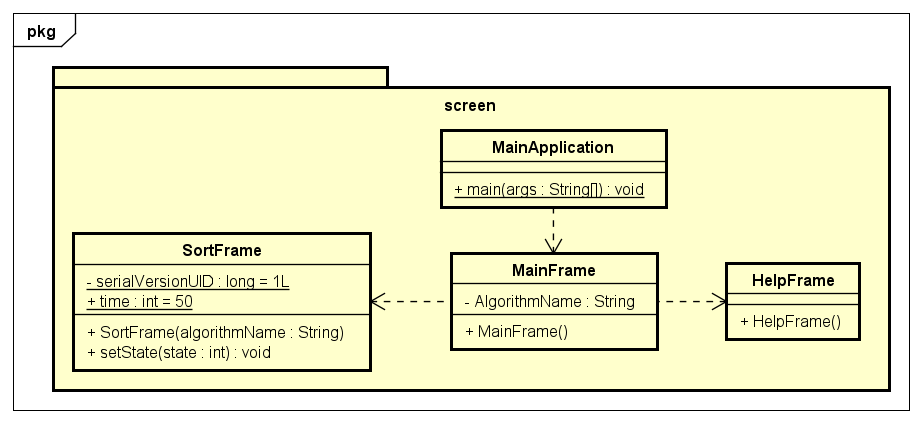 pkg
screen
MainApplication
+ main(args : String[]) : void
SortFrame
- serialVersionUID : long = 1L
+ time : int = 50
+ SortFrame(algorithmName : String)
+ setState(state : int) : void
MainFrame
- AlgorithmName : String
+ MainFrame()
HelpFrame
+ HelpFrame()